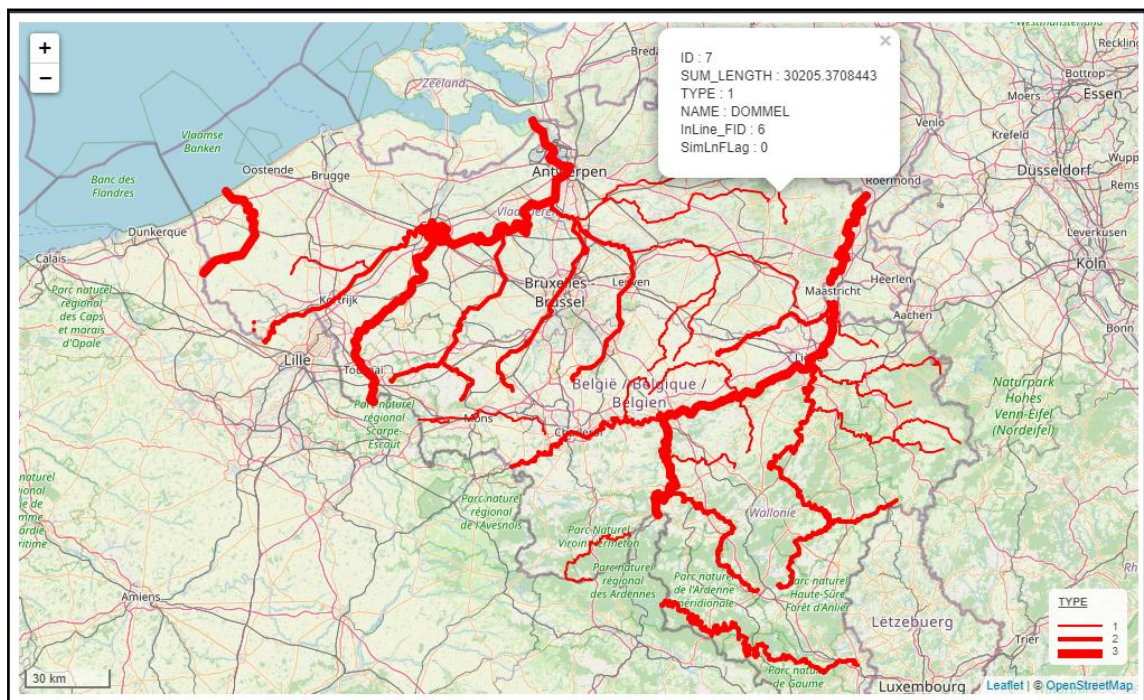 +
−
×
ID : 7
SUM_LENGTH : 30205.3708443
TYPE : 1
NAME : DOMMEL
InLine_FID : 6
SimLnFLag : 0
Zeeland
Breda
Reckling
Bottrop
Essen
Moers
Venlo
Krefeld
Wupp
Düsseldorf
Rems
Vlaamse
Banken
Oostende
Brugge
Antwerpen
Roermond
Banc des
Flandres
Dunkerque
Calais
Leverkusen
Köln
Bruxelles -
Brussel
Leuven
Maastricht
Heerlen
Aachen
Bonn
Parc naturel
régional
des Caps
et marais
d'Opale
Kortrijk
Lille
Tournai
Liège
België / Belgique /
Belgien
Parc naturel
régional
Scarpe-
Escaut
Mons
Naturpark
Hohes
Venn-Eifel
(Nordeifel)
Parc naturel
régional
de l'Avesnois
Wallonie
Parc Naturel
Viroin-Hermeton
Parc naturel
régional
des Ardennes
Parc naturel
de l'Ardenne
méridionale
Parc naturel
Haute-Sûre
Forêt d'Anlier
Amiens
Lëtzebuerg
Trier
Parc naturel
de Gaume
Luxembourg
TYPE
1
2
3
30 km
Leaflet | © OpenStreetMap